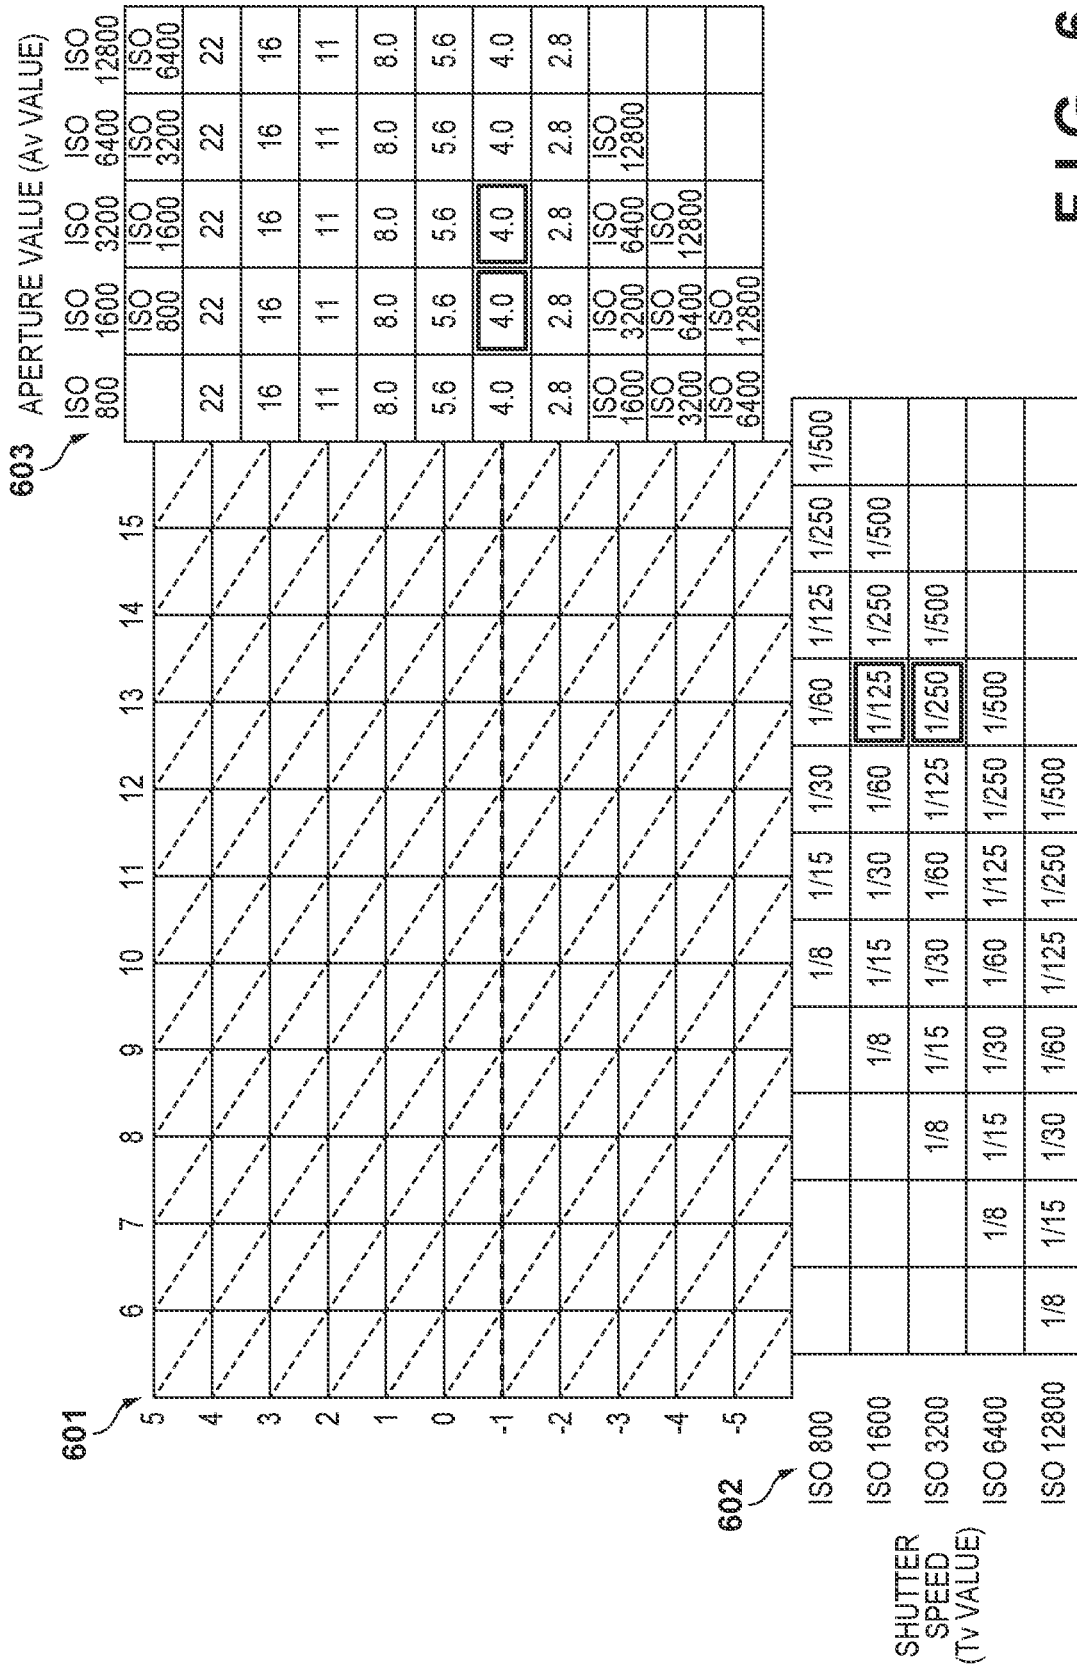 603
APERTURE VALUE (Av VALUE)
ISO 800 ISO 1600 ISO 3200 ISO 6400 ISO 12800
ISO 800 ISO 1600 ISO 3200 ISO 6400
22 22 22 22 22
16 16 16 16 16
11 11 11 11 11
8.0 8.0 8.0 8.0 8.0
5.6 5.6 5.6 5.6 5.6
4.0 4.0 4.0 4.0 4.0
2.8 2.8 2.8 2.8 2.8
ISO 1600 ISO 3200 ISO 6400 ISO 12800
ISO 3200 ISO 6400 ISO 12800
ISO 6400 ISO 12800
601
6 7 8 9 10 11 12 13 14 15
5
4
3
2
1
0
-1
-2
-3
-4
-5
602
SHUTTER
SPEED
(Tv VALUE)
ISO 800 1/8 1/15 1/30 1/60 1/125 1/250 1/500
ISO 1600 1/8 1/15 1/30 1/60 1/125 1/250 1/500
ISO 3200 1/8 1/15 1/30 1/60 1/125 1/250 1/500
ISO 6400 1/8 1/15 1/30 1/60 1/125 1/250 1/500
ISO 12800 1/8 1/15 1/30 1/60 1/125 1/250 1/500